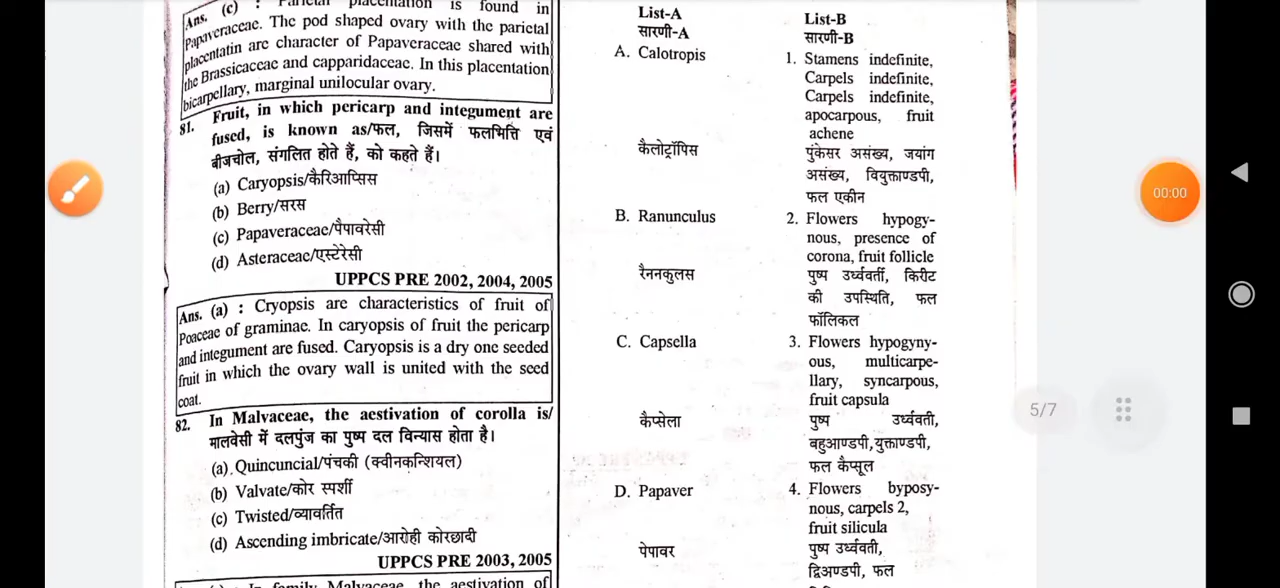 Ans. (c) : Parietal placentation is found in
Papaveraceae. The pod shaped ovary with the parietal
placentatin are character of Papaveraceae shared with
the Brassicaceae and capparidaceae. In this placentation
bicarpellary, marginal unilocular ovary.
81. Fruit, in which pericarp and integument are
fused, is known as/फल, जिसमें फलभित्ति एवं
बीजचोल, संगलित होते हैं, को कहते हैं।
(a) Caryopsis/कैरिआप्सिस
(b) Berry/सरस
(c) Papaveraceae/पैपावरेसी
(d) Asteraceae/एस्टेरेसी
UPPCS PRE 2002, 2004, 2005
Ans. (a) : Cryopsis are characteristics of fruit of
Poaceae of graminae. In caryopsis of fruit the pericarp
and integument are fused. Caryopsis is a dry one seeded
fruit in which the ovary wall is united with the seed
coat.
82. In Malvaceae, the aestivation of corolla is/
मालवेसी में दलपुंज का पुष्प दल विन्यास होता है।
(a). Quincuncial/पंचकी (क्वीनकन्शियल)
(b) Valvate/कोर स्पर्शी
(c) Twisted/व्यावर्तित
(d) Ascending imbricate/आरोही कोरछादी
UPPCS PRE 2003, 2005
In family Malvaceae, the aestivation of
List-A List-B
सारणी-A सारणी-B
A. Calotropis 1. Stamens indefinite,
Carpels indefinite,
Carpels indefinite,
apocarpous, fruit
achene
कैलोट्रॉपिस पुंकेसर असंख्य, जयांग
असंख्य, वियुक्ताण्डपी,
फल एकीन
B. Ranunculus 2. Flowers hypogy-
nous, presence of
corona, fruit follicle
रैननकुलस पुष्प उर्ध्ववर्ती, किरीट
की उपस्थिति, फल
फॉलिकल
C. Capsella 3. Flowers hypogyny-
ous, multicarpe-
llary, syncarpous,
fruit capsula
कैप्सेला पुष्प उर्ध्ववती,
बहुआण्डपी, युक्ताण्डपी,
फल कैप्सूल
D. Papaver 4. Flowers byposy-
nous, carpels 2,
fruit silicula
पेपावर पुष्प उर्ध्ववती,
द्विअण्डपी, फल
00:00
5/7